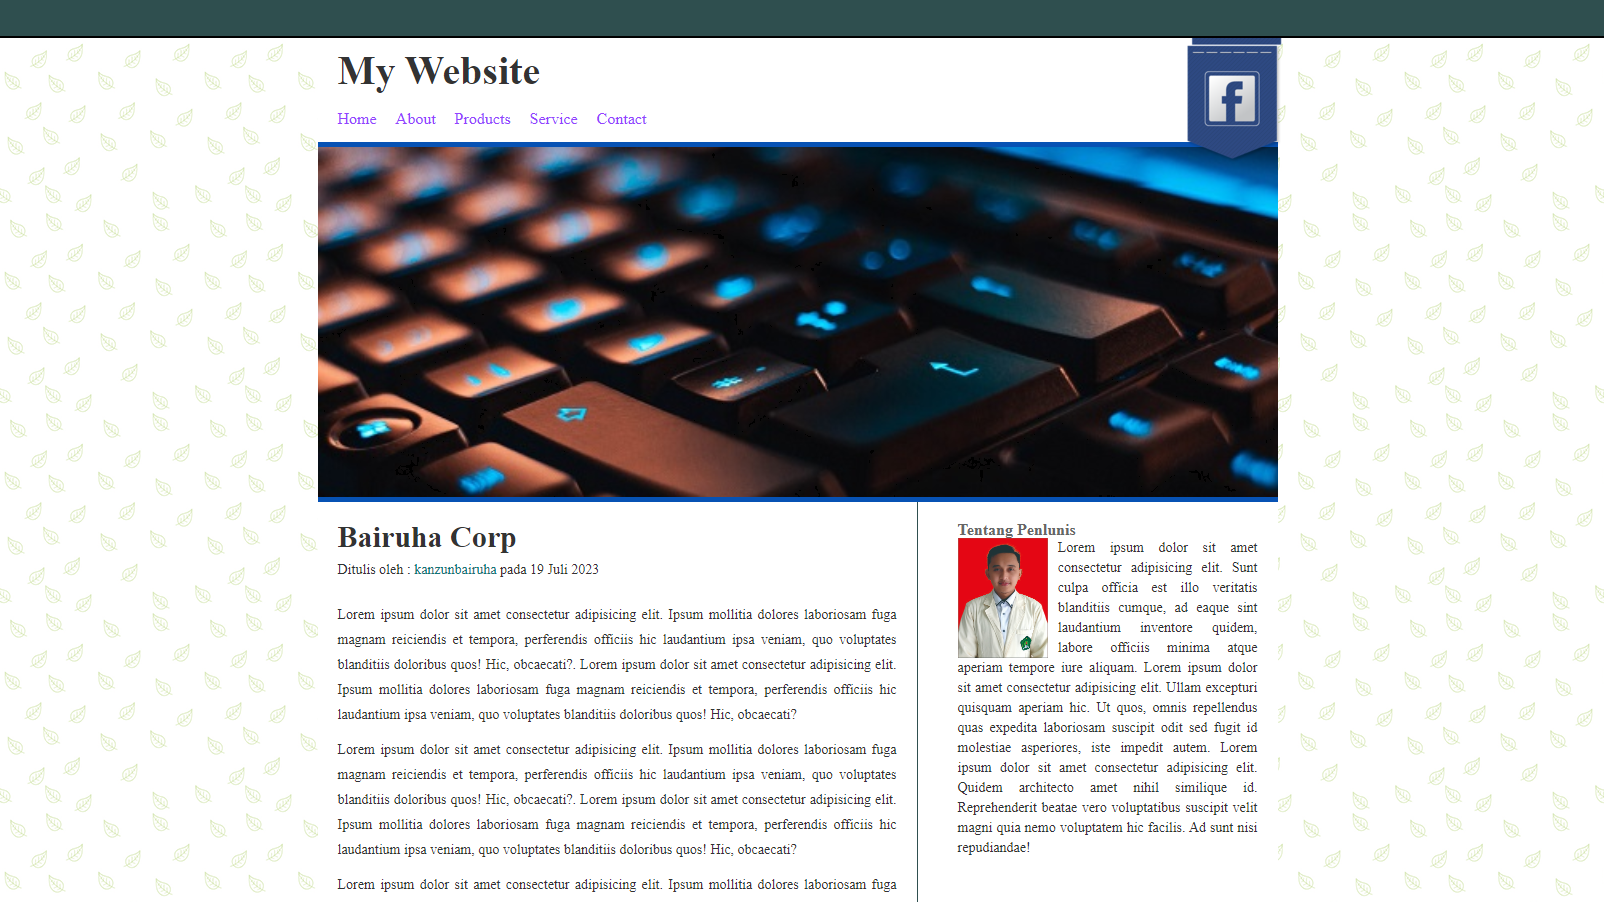 My Website
Home About Products Service Contact
Bairuha Corp
Ditulis oleh : kanzunbairuha pada 19 Juli 2023
Lorem ipsum dolor sit amet consectetur adipisicing elit. Ipsum mollitia dolores laboriosam fuga
magnam reiciendis et tempora, perferendis officiis hic laudantium ipsa veniam, quo voluptates
blanditiis doloribus quos! Hic, obcaecati?. Lorem ipsum dolor sit amet consectetur adipisicing elit.
Ipsum mollitia dolores laboriosam fuga magnam reiciendis et tempora, perferendis officiis hic
laudantium ipsa veniam, quo voluptates blanditiis doloribus quos! Hic, obcaecati?
Lorem ipsum dolor sit amet consectetur adipisicing elit. Ipsum mollitia dolores laboriosam fuga
magnam reiciendis et tempora, perferendis officiis hic laudantium ipsa veniam, quo voluptates
blanditiis doloribus quos! Hic, obcaecati?. Lorem ipsum dolor sit amet consectetur adipisicing elit.
Ipsum mollitia dolores laboriosam fuga magnam reiciendis et tempora, perferendis officiis hic
laudantium ipsa veniam, quo voluptates blanditiis doloribus quos! Hic, obcaecati?
Lorem ipsum dolor sit amet consectetur adipisicing elit. Ipsum mollitia dolores laboriosam fuga
Tentang Penlunis
Lorem ipsum dolor sit amet
consectetur adipisicing elit. Sunt
culpa officia est illo veritatis
blanditiis cumque, ad eaque sint
laudantium inventore quidem,
labore officiis minima atque
aperiam tempore iure aliquam. Lorem ipsum dolor
sit amet consectetur adipisicing elit. Ullam excepturi
quisquam aperiam hic. Ut quos, omnis repellendus
quas expedita laboriosam suscipit odit sed fugit id
molestiae asperiores, iste impedit autem. Lorem
ipsum dolor sit amet consectetur adipisicing elit.
Quidem architecto amet nihil similique id.
Reprehenderit beatae vero voluptatibus suscipit velit
magni quia nemo voluptatem hic facilis. Ad sunt nisi
repudiandae!